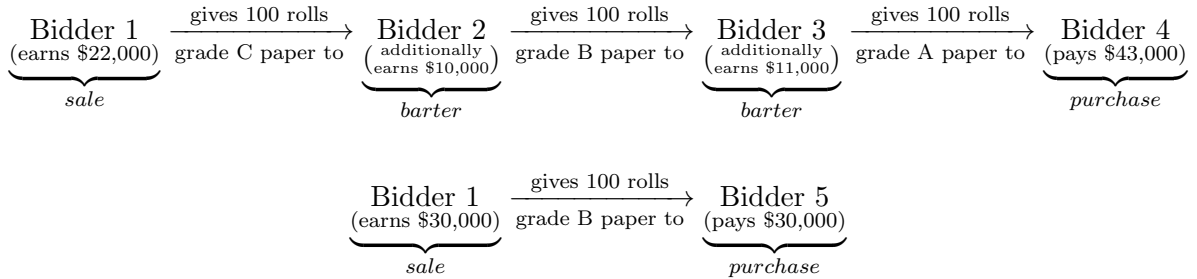 Bidder 1 gives 100 rolls grade C paper to Bidder 2 gives 100 rolls grade B paper to Bidder 3 gives 100 rolls grade A paper to Bidder 4
(earns $22,000) (additionally earns $10,000) (additionally earns $11,000) (pays $43,000)
sale barter barter purchase
Bidder 1 gives 100 rolls grade B paper to Bidder 5
(earns $30,000) (pays $30,000)
sale purchase